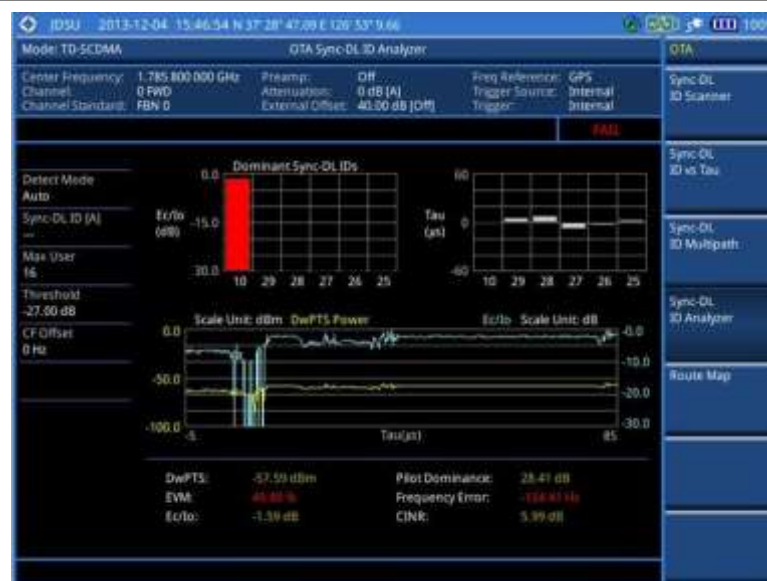 JDSU 2013-12-04 15:46:54 N 37° 28' 47.09 E 126° 53' 9.66 100
Mode: TD-SCDMA OTA Sync-DL ID Analyzer OTA
Center Frequency: 1.785 800 000 GHz Preamp: Off Freq Reference: GPS
Channel: 0 FWD Attenuation: 0 dB [A] Trigger Source: Internal
Channel Standard: FBN 0 External Offset: 40.00 dB [Off] Trigger: Internal
Sync-DL
ID Scanner
FAIL
Sync-DL
ID vs Tau
Dominant Sync-DL IDs
Detect Mode
Auto
Sync-DL ID [A]
---
Max User
16
Threshold
-27.00 dB
CF Offset
0 Hz
0.0
Ec/Io
(dB)
-15.0
30.0
10 29 28 27 26 25
60
Tau
(µs)
0
-60
10 29 28 27 26 25
Sync-DL
ID Multipath
Sync-DL
ID Analyzer
Route Map
Scale Unit: dBm DwPTS Power Ec/Io Scale Unit: dB
0.0 -0.0
-10.0
-50.0
-20.0
-30.0
-100.0
-5 Tau(µs) 85
DwPTS: -57.59 dBm Pilot Dominance: 28.41 dB
EVM: Frequency Error:
Ec/Io: -1.59 dB CINR: 5.99 dB